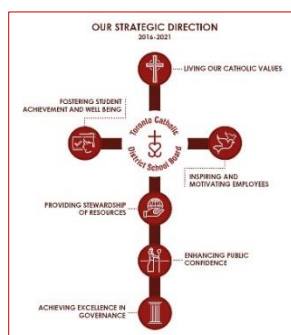 OUR STRATEGIC DIRECTION
2016-2021
LIVING OUR CATHOLIC VALUES
FOSTERING STUDENT
ACHIEVEMENT AND WELL BEING
Toronto Catholic
District School Board
INSPIRING AND
MOTIVATING EMPLOYEES
PROVIDING STEWARDSHIP
OF RESOURCES
ENHANCING PUBLIC
CONFIDENCE
ACHIEVING EXCELLENCE IN
GOVERNANCE